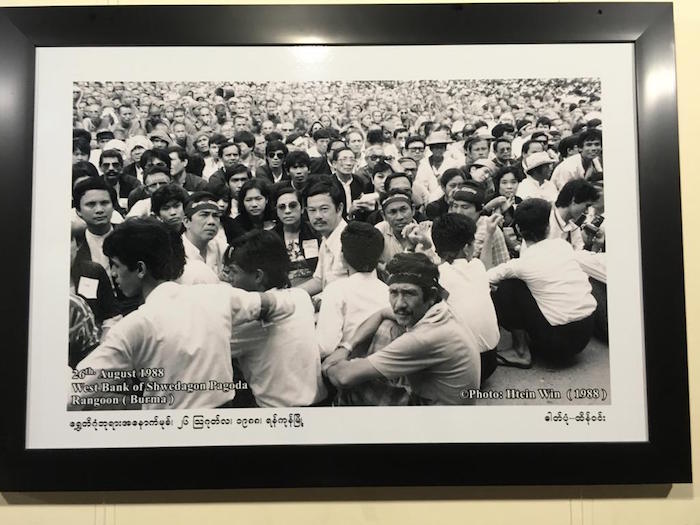 26th August 1988
West Bank of Shwedagon Pagoda
Rangoon ( Burma )
©Photo: Htein Win ( 1988 )
ရွှေတိဂုံဘုရားအနောက်မုခ်၊ ၂၆ ဩဂုတ်လ၊ ၁၉၈၈၊ ရန်ကုန်မြို့
ဓါတ်ပုံ-ထိန်ဝင်း